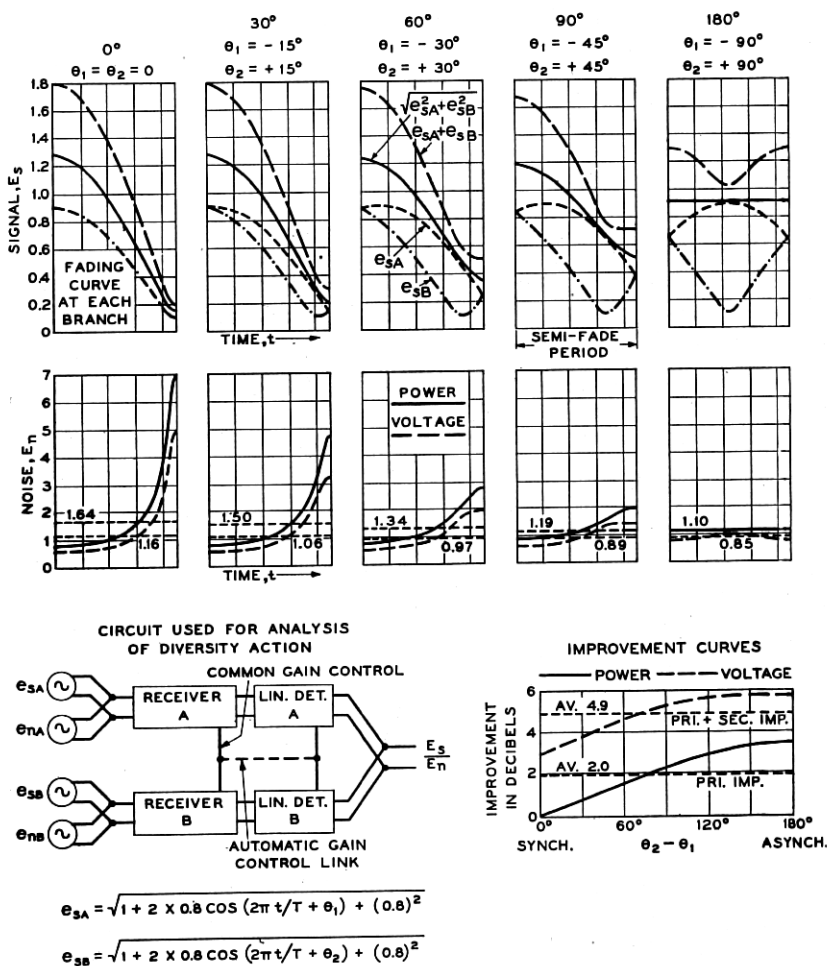 0° 30° 60° 90° 180°
θ1 = θ2 = 0 θ1 = - 15° θ1 = - 30° θ1 = - 45° θ1 = - 90°
θ2 = + 15° θ2 = + 30° θ2 = + 45° θ2 = + 90°
SIGNAL, Es
1.8
1.6
1.4
1.2
1.0
0.8
0.6
0.4
0.2
0
FADING
CURVE
AT EACH
BRANCH
√e²SA+e²SB
eSA+eSB
eSA
eSB
TIME, t
SEMI-FADE
PERIOD
NOISE, En
7
6
5
4
3
2
1
0
POWER
VOLTAGE
1.64 1.50 1.34 1.19 1.10
1.16 1.06 0.97 0.89 0.85
TIME, t
CIRCUIT USED FOR ANALYSIS
OF DIVERSITY ACTION
COMMON GAIN CONTROL
eSA
enA
RECEIVER
A
LIN. DET.
A
Es
En
eSB
enB
RECEIVER
B
LIN. DET.
B
AUTOMATIC GAIN
CONTROL LINK
IMPROVEMENT CURVES
POWER VOLTAGE
IMPROVEMENT
IN DECIBELS
6
4
2
0
AV. 4.9
PRI. + SEC. IMP.
AV. 2.0
PRI. IMP.
0° 60° 120° 180°
SYNCH. θ2 – θ1 ASYNCH.
eSA = √1 + 2 X 0.8 COS (2π t/T + θ1) + (0.8)²
eSB = √1 + 2 X 0.8 COS (2π t/T + θ2) + (0.8)²